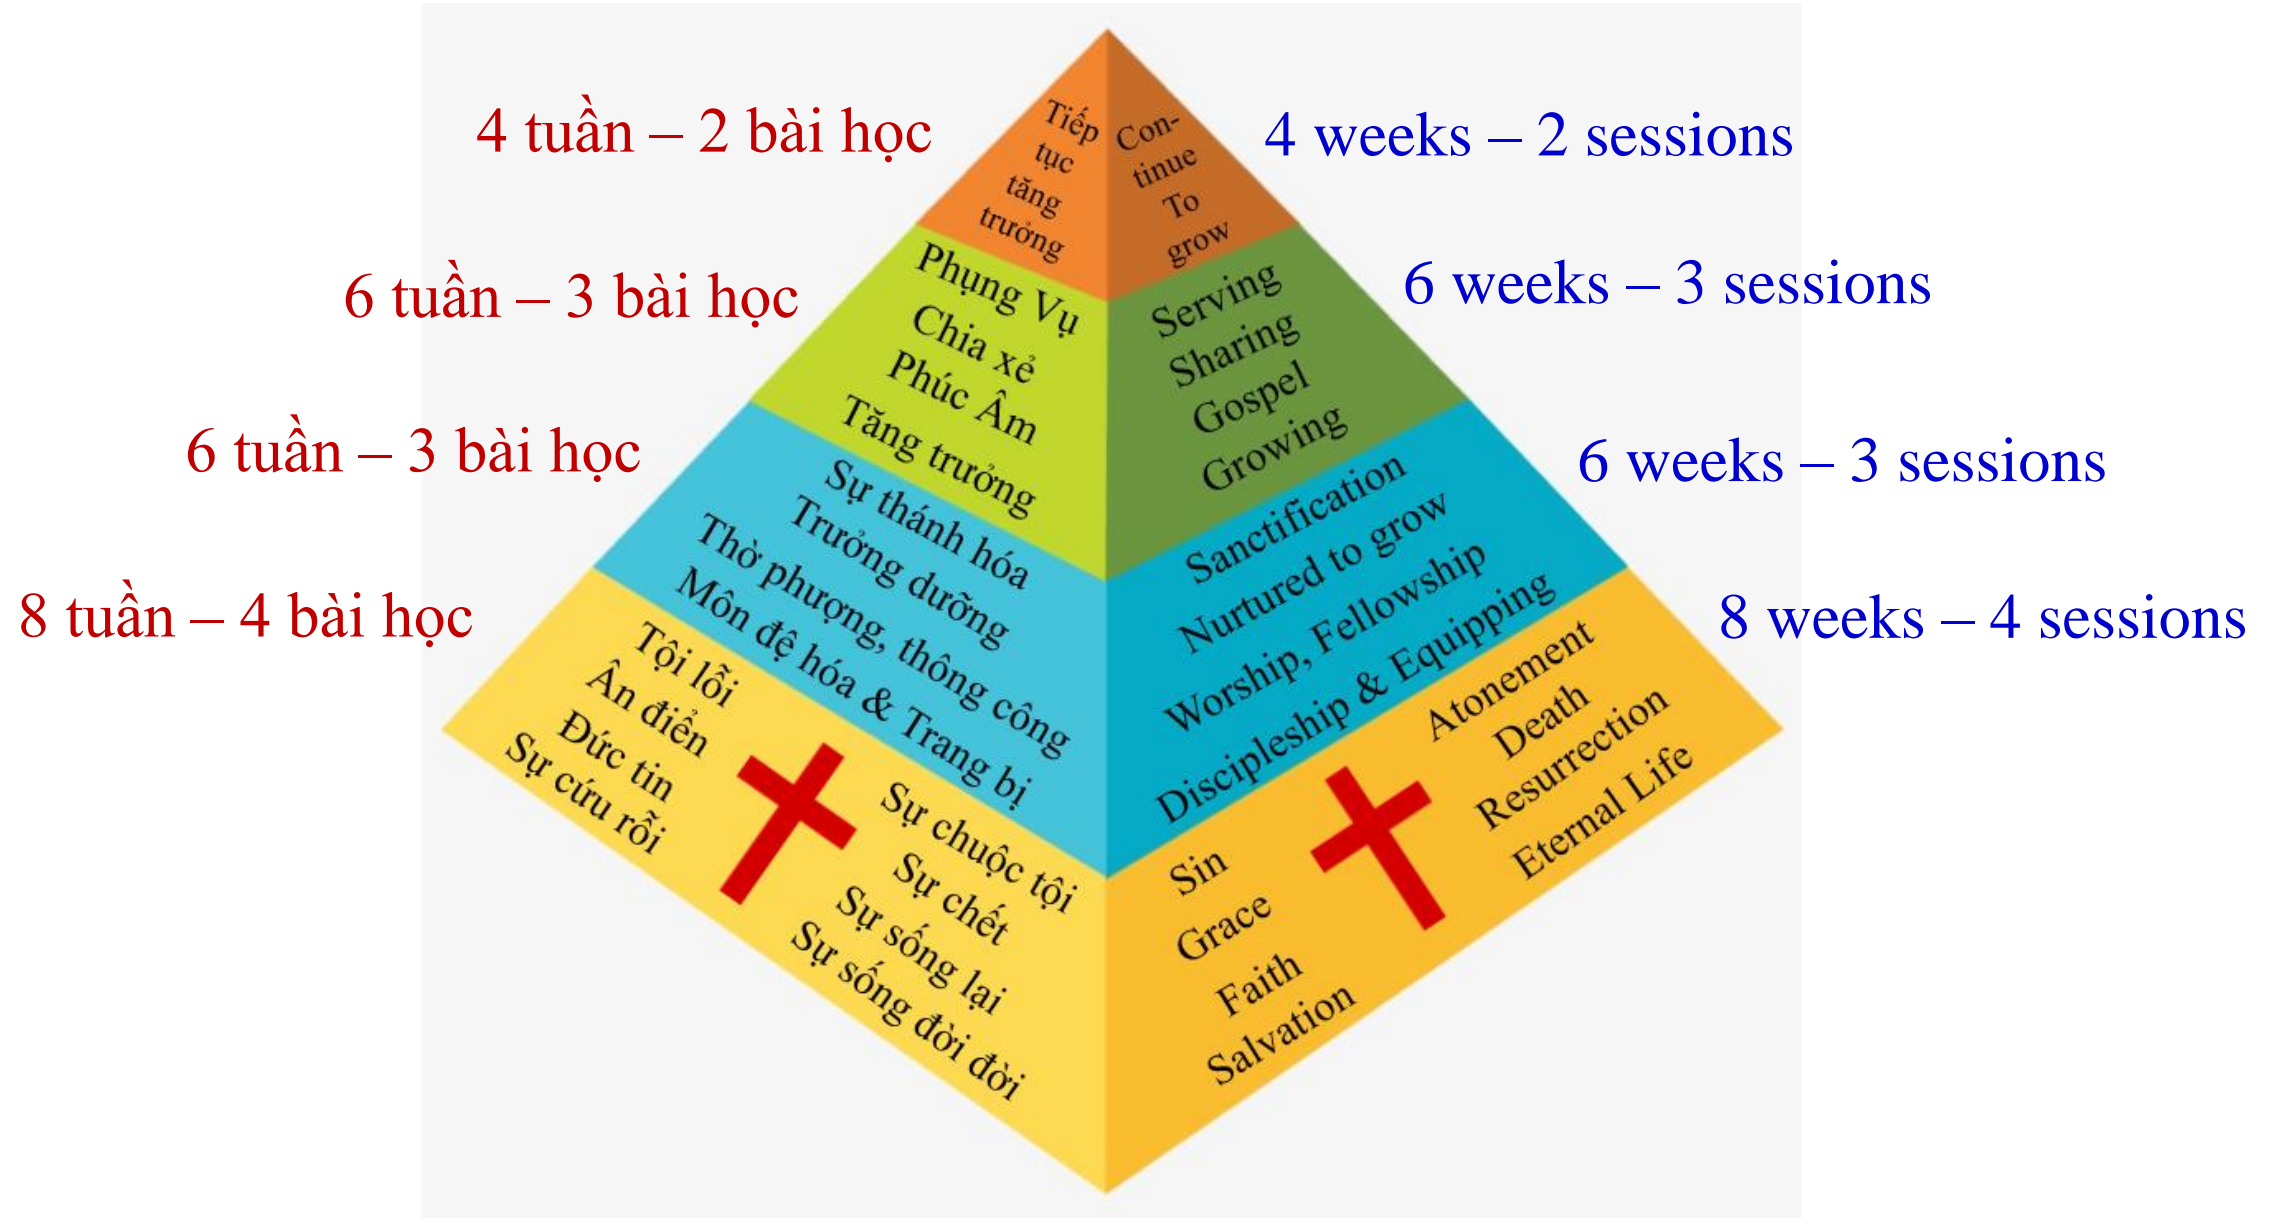 4 tuần – 2 bài học
Tiếp
tục
tăng
trưởng
Con-
tinue
To
grow
4 weeks – 2 sessions
6 tuần – 3 bài học
Phụng Vụ
Chia xẻ
Phúc Âm
Tăng trưởng
Serving
Sharing
Gospel
Growing
6 weeks – 3 sessions
6 tuần – 3 bài học
Sự thánh hóa
Trưởng dưỡng
Thờ phượng, thông công
Môn đệ hóa & Trang bị
Sanctification
Nurtured to grow
Worship, Fellowship
Discipleship & Equipping
6 weeks – 3 sessions
8 tuần – 4 bài học
Tội lỗi
Ân điển
Đức tin
Sự cứu rỗi
Sự chuộc tội
Sự chết
Sự sống lại
Sự sống đời đời
Sin
Grace
Faith
Salvation
Atonement
Death
Resurrection
Eternal Life
8 weeks – 4 sessions